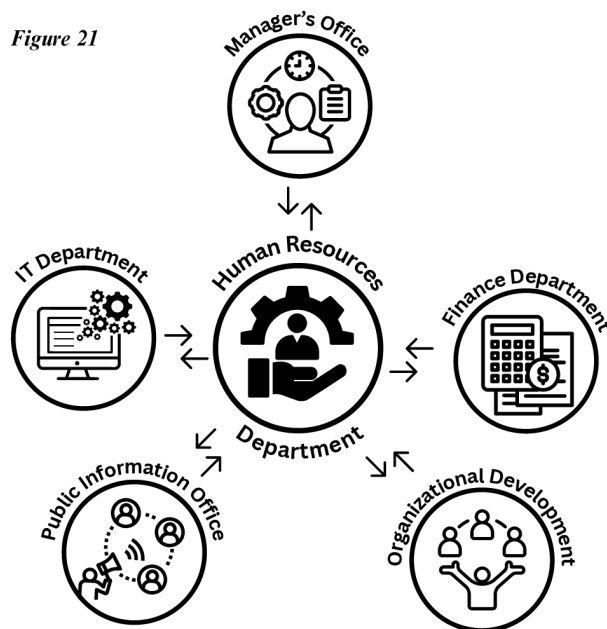 Figure 21
Manager's Office
IT Department
Human Resources
Department
Finance Department
$
Public Information Office
Organizational Development